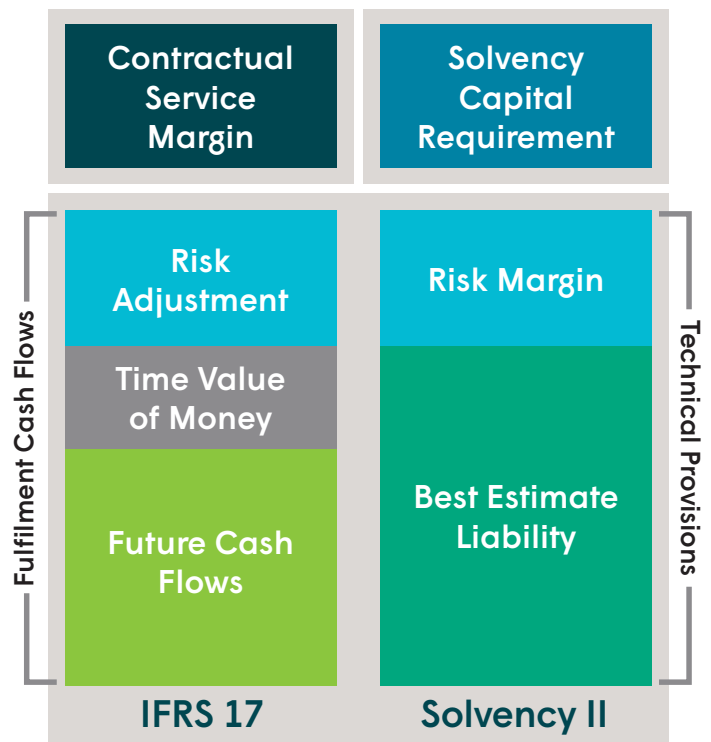 Contractual
Service
Margin
Solvency
Capital
Requirement
Fulfilment Cash Flows
Risk
Adjustment
Time Value
of Money
Future Cash
Flows
IFRS 17
Risk Margin
Best Estimate
Liability
Solvency II
Technical Provisions